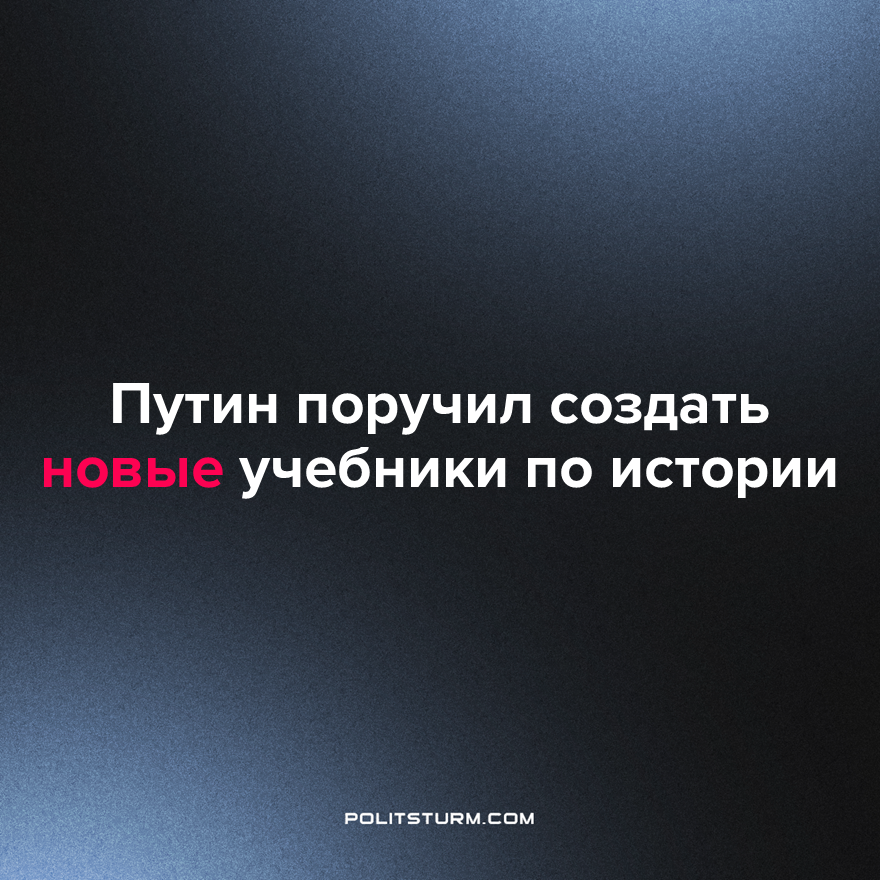 Путин поручил создать
новые учебники по истории
POLITSTURM.COM